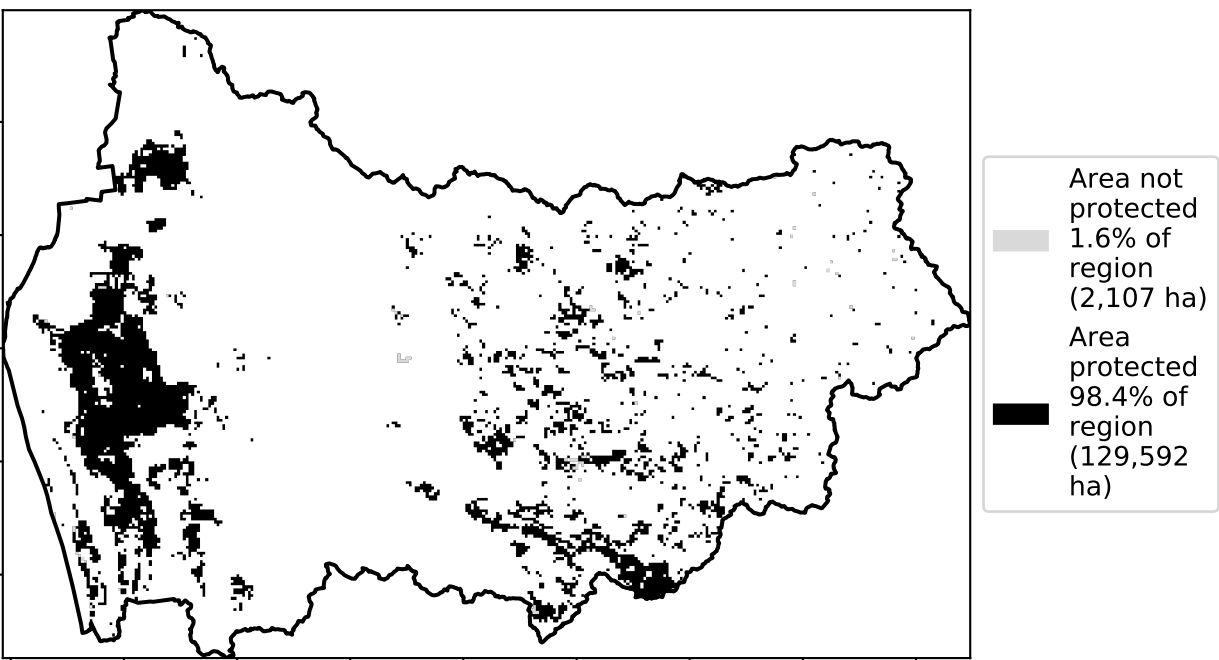 Area not
protected
1.6% of
region
(2,107 ha)
Area
protected
98.4% of
region
(129,592
ha)